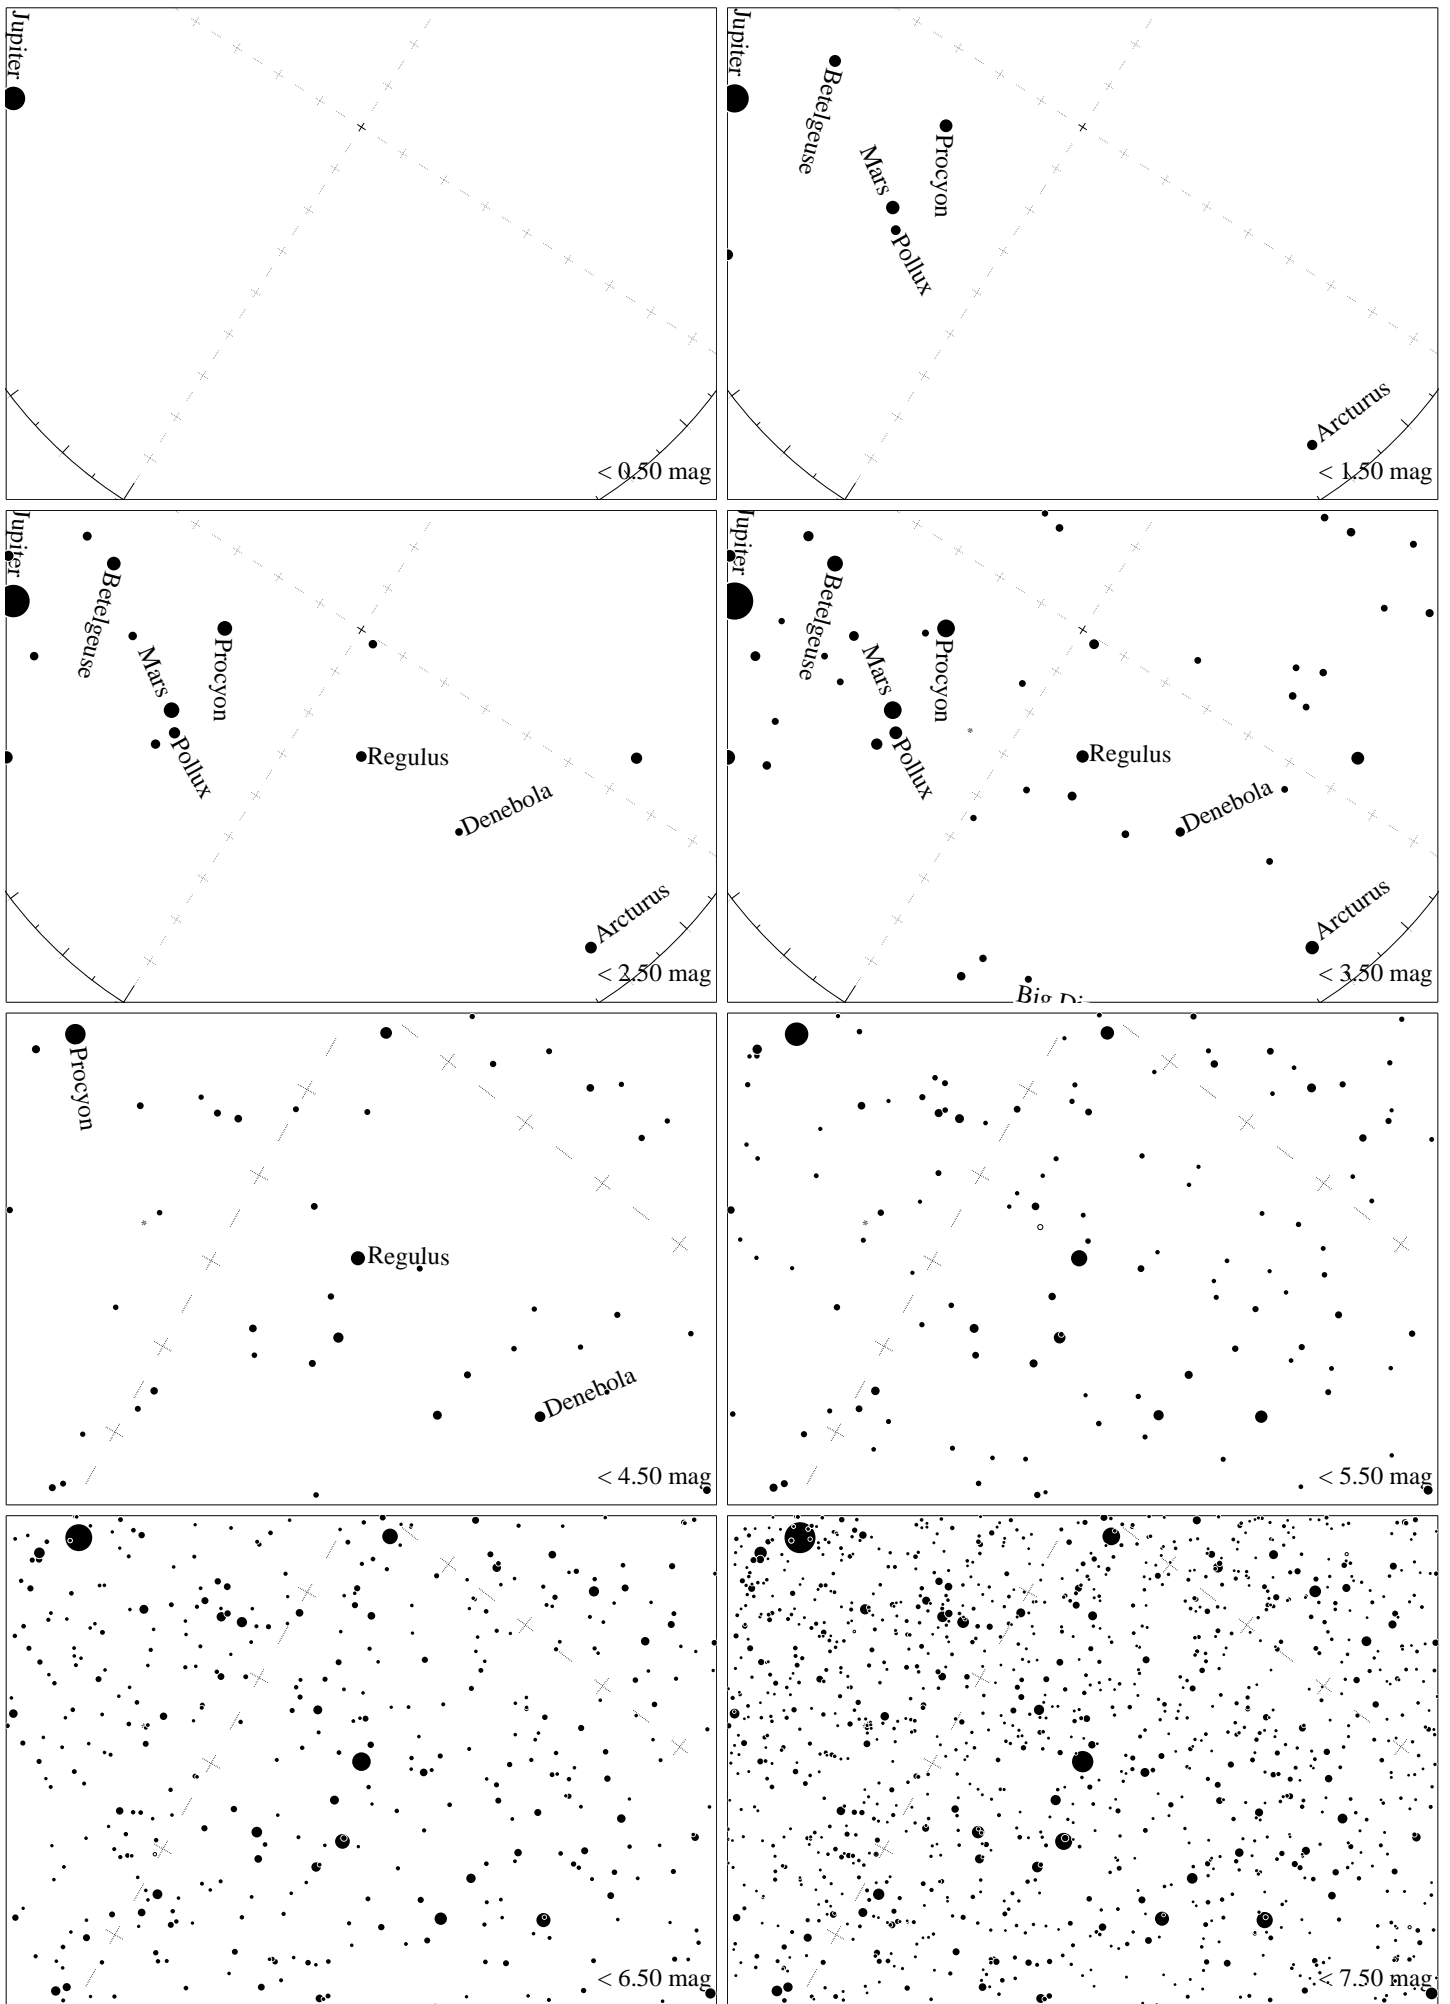 Jupiter
< 0.50 mag
Jupiter
Betelgeuse
Procyon
Mars
Pollux
Arcturus
< 1.50 mag
Jupiter
Betelgeuse
Procyon
Mars
Pollux
Regulus
Denebola
Arcturus
< 2.50 mag
Jupiter
Betelgeuse
Procyon
Mars
Pollux
Regulus
Denebola
Arcturus
Big Di
< 3.50 mag
Procyon
Regulus
Denebola
< 4.50 mag
< 5.50 mag
< 6.50 mag
< 7.50 mag